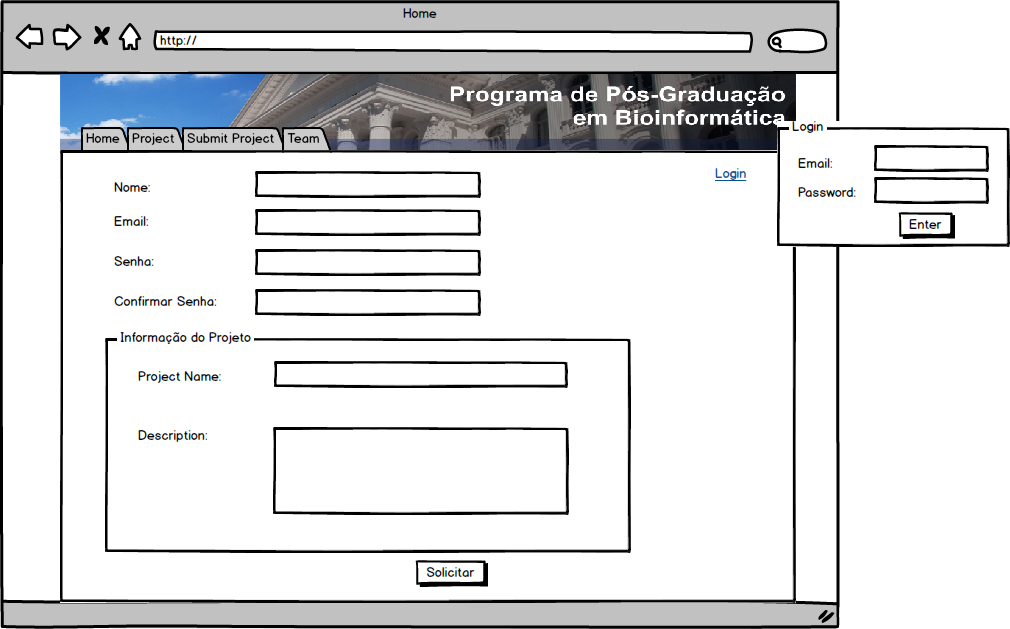 Home
http://
Programa de Pós-Graduação
em Bioinformática
Home Project Submit Project Team
Login
Email:
Password:
Enter
Login
Nome:
Email:
Senha:
Confirmar Senha:
Informação do Projeto
Project Name:
Description:
Solicitar